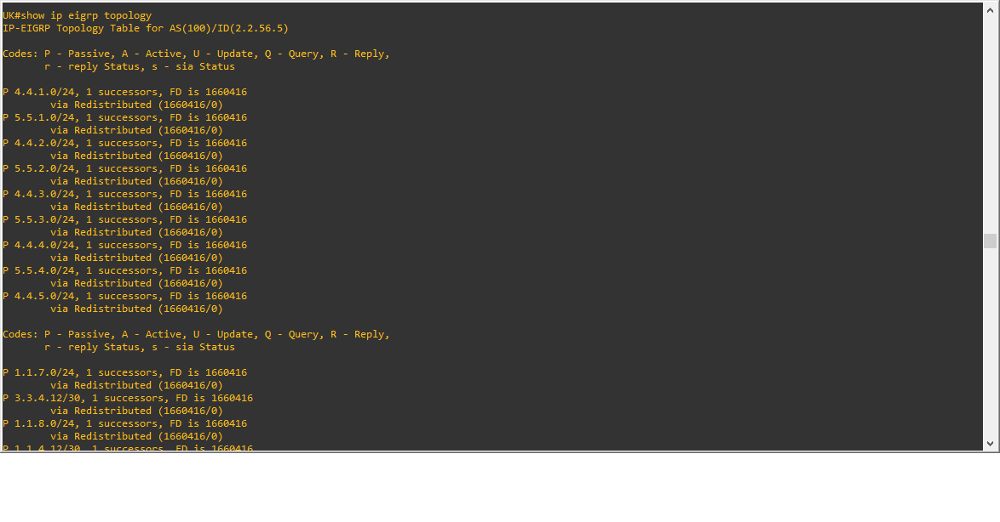 UK#show ip eigrp topology
IP-EIGRP Topology Table for AS(100)/ID(2.2.56.5)
Codes: P - Passive, A - Active, U - Update, Q - Query, R - Reply,
r - reply Status, s - sia Status
P 4.4.1.0/24, 1 successors, FD is 1660416
via Redistributed (1660416/0)
P 5.5.1.0/24, 1 successors, FD is 1660416
via Redistributed (1660416/0)
P 4.4.2.0/24, 1 successors, FD is 1660416
via Redistributed (1660416/0)
P 5.5.2.0/24, 1 successors, FD is 1660416
via Redistributed (1660416/0)
P 4.4.3.0/24, 1 successors, FD is 1660416
via Redistributed (1660416/0)
P 5.5.3.0/24, 1 successors, FD is 1660416
via Redistributed (1660416/0)
P 4.4.4.0/24, 1 successors, FD is 1660416
via Redistributed (1660416/0)
P 5.5.4.0/24, 1 successors, FD is 1660416
via Redistributed (1660416/0)
P 4.4.5.0/24, 1 successors, FD is 1660416
via Redistributed (1660416/0)
Codes: P - Passive, A - Active, U - Update, Q - Query, R - Reply,
r - reply Status, s - sia Status
P 1.1.7.0/24, 1 successors, FD is 1660416
via Redistributed (1660416/0)
P 3.3.4.12/30, 1 successors, FD is 1660416
via Redistributed (1660416/0)
P 1.1.8.0/24, 1 successors, FD is 1660416
via Redistributed (1660416/0)
P 1.1.4.12/30, 1 successors, FD is 1660416